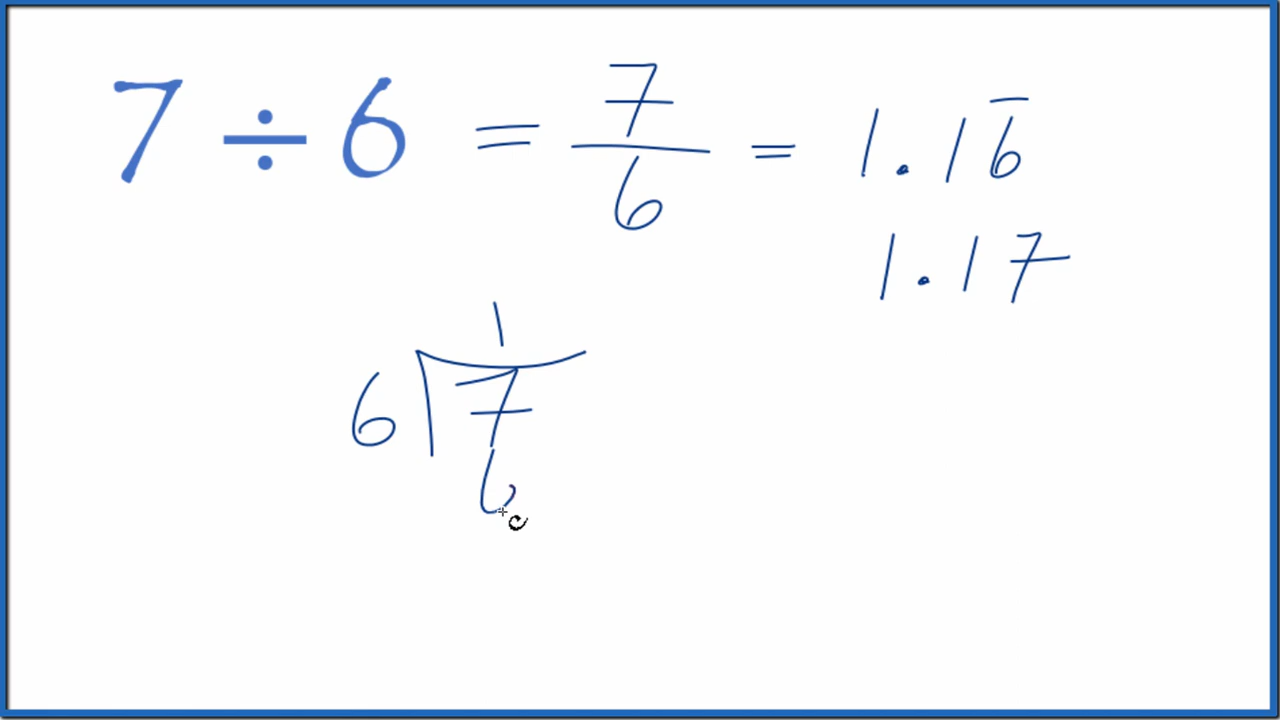 7 ÷ 6 = 7/6 = 1.16̅
1.17
1
6 7
6